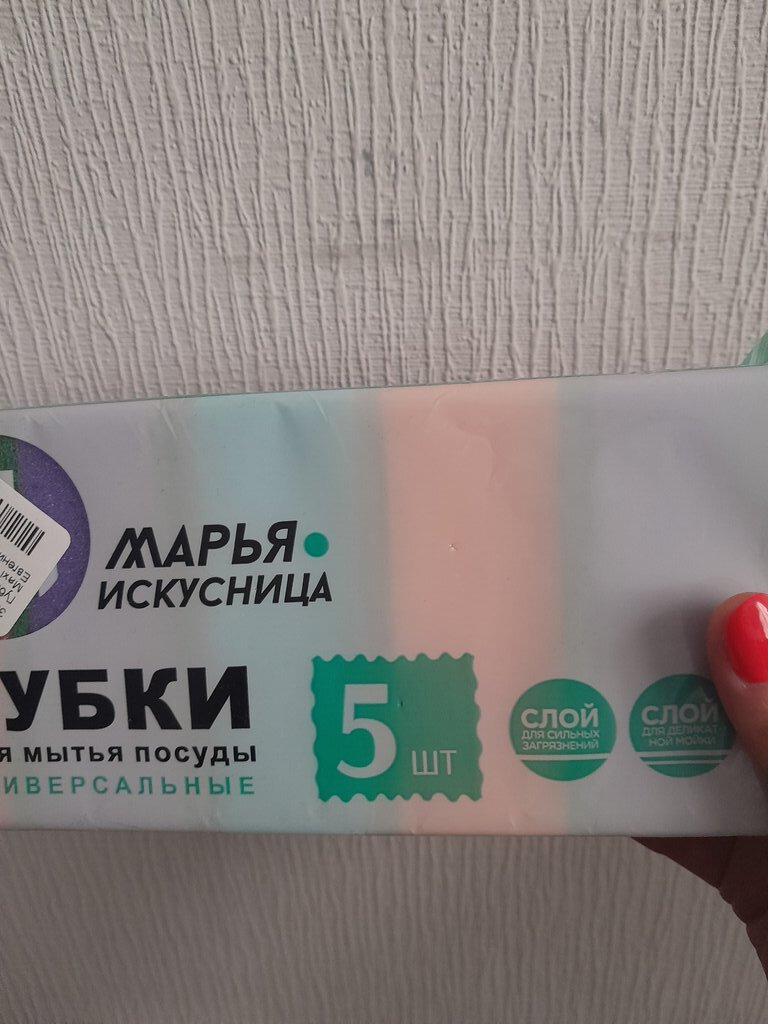 МАРЬЯ
ИСКУСНИЦА
УБКИ
Я МЫТЬЯ ПОСУДЫ
ИВЕРСАЛЬНЫЕ
5 ШТ
СЛОЙ
ДЛЯ СИЛЬНЫХ
ЗАГРЯЗНЕНИЙ
СЛОЙ
ДЛЯ ДЕЛИКАТ
НОЙ МОЙКИ